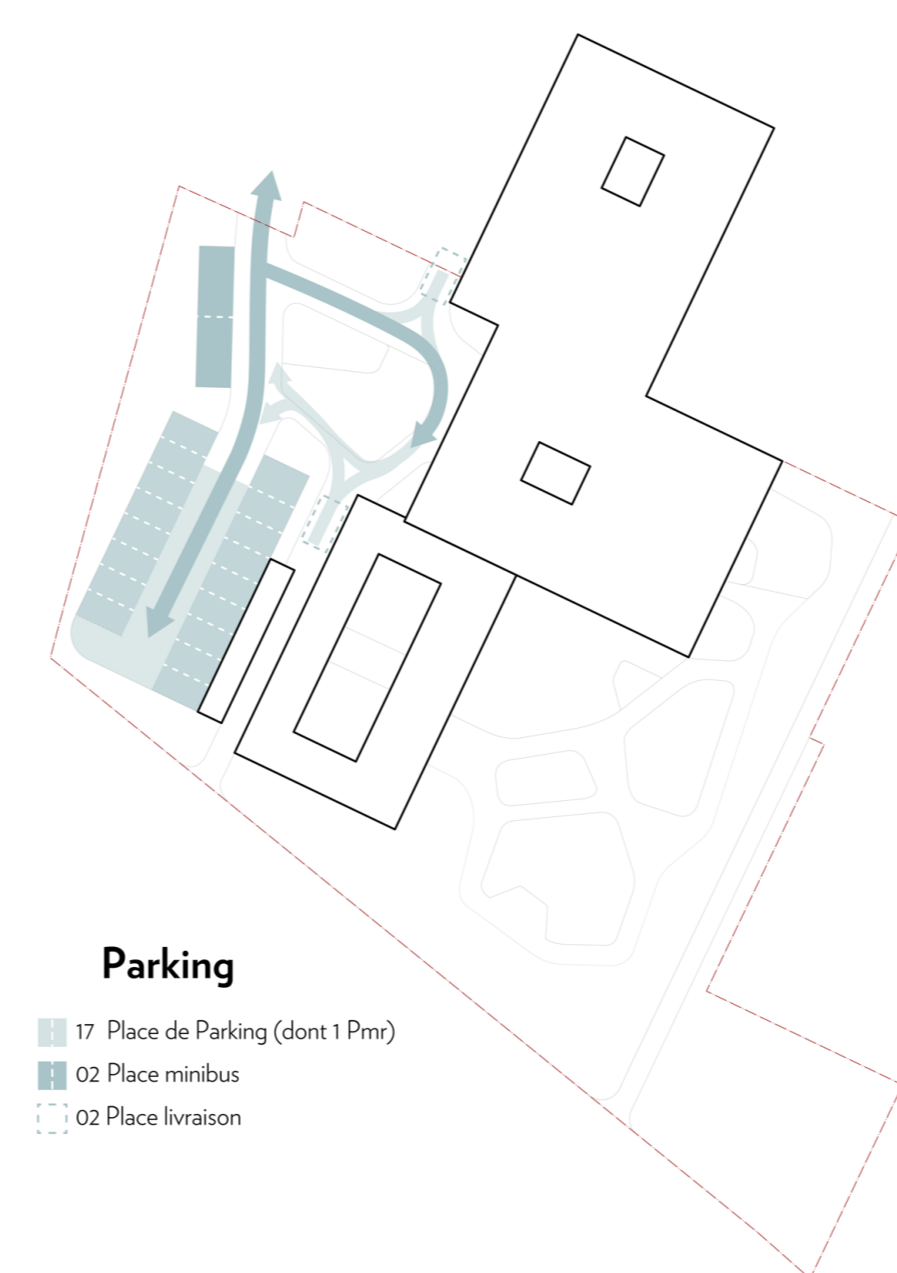 Parking
17 Place de Parking (dont 1 Pmr)
02 Place minibus
02 Place livraison